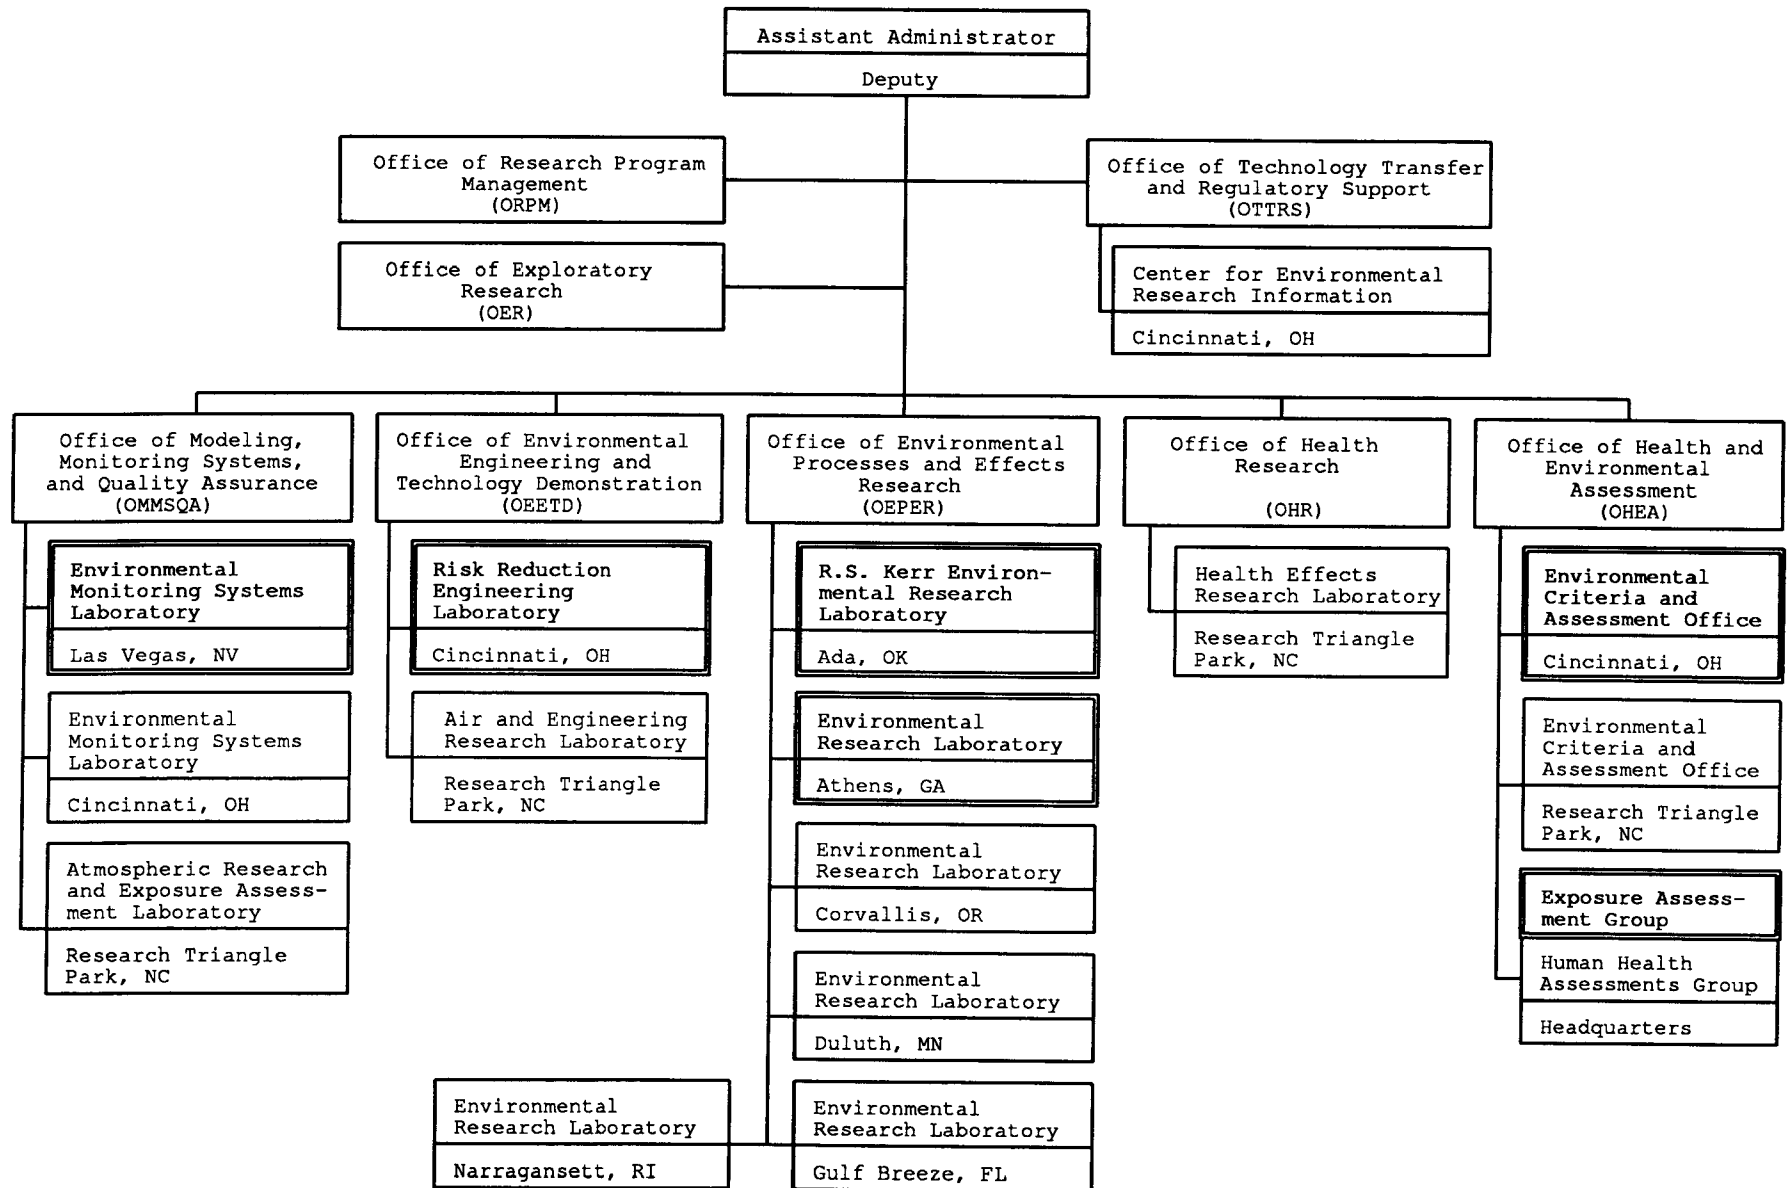 Assistant Administrator
Deputy
Office of Research Program
Management
(ORPM)
Office of Technology Transfer
and Regulatory Support
(OTTRS)
Office of Exploratory
Research
(OER)
Center for Environmental
Research Information
Cincinnati, OH
Office of Modeling,
Monitoring Systems,
and Quality Assurance
(OMMSQA)
Environmental
Monitoring Systems
Laboratory
Las Vegas, NV
Environmental
Monitoring Systems
Laboratory
Cincinnati, OH
Atmospheric Research
and Exposure Assess-
ment Laboratory
Research Triangle
Park, NC
Office of Environmental
Engineering and
Technology Demonstration
(OEETD)
Risk Reduction
Engineering
Laboratory
Cincinnati, OH
Air and Engineering
Research Laboratory
Research Triangle
Park, NC
Office of Environmental
Processes and Effects
Research
(OEPER)
R.S. Kerr Environ-
mental Research
Laboratory
Ada, OK
Environmental
Research Laboratory
Athens, GA
Environmental
Research Laboratory
Corvallis, OR
Environmental
Research Laboratory
Duluth, MN
Environmental
Research Laboratory
Narragansett, RI
Environmental
Research Laboratory
Gulf Breeze, FL
Office of Health
Research
(OHR)
Health Effects
Research Laboratory
Research Triangle
Park, NC
Office of Health and
Environmental
Assessment
(OHEA)
Environmental
Criteria and
Assessment Office
Cincinnati, OH
Environmental
Criteria and
Assessment Office
Research Triangle
Park, NC
Exposure Assess-
ment Group
Human Health
Assessments Group
Headquarters